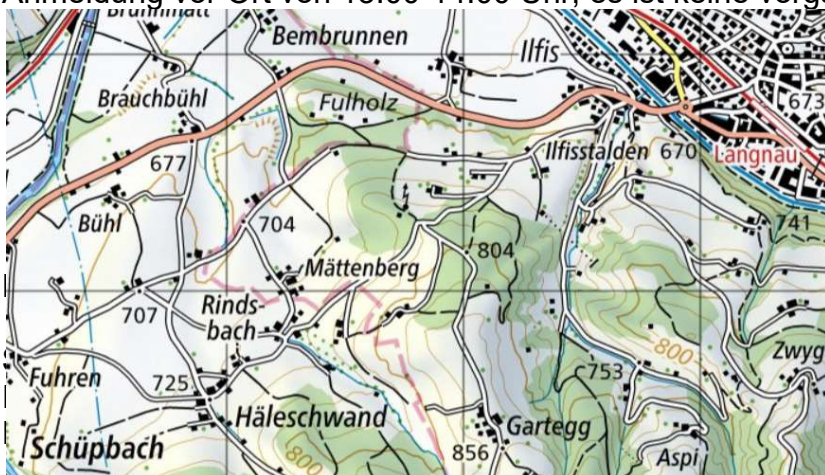 Brunnmatt
Bembrunnen
Ilfis
Brauchbühl
Fulholz
673
677
Ilfisstalden
670
Langnau
Bühl
704
741
804
Mättenberg
707
Rinds-
bach
800
Zwyg
Fuhren
725
753
Häleschwand
Gartegg
Schüpbach
800
856
Aspi